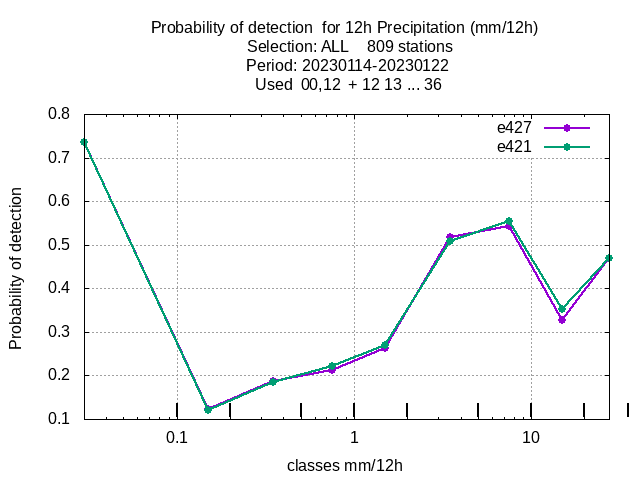 Probability of detection  for 12h Precipitation (mm/12h)
Selection: ALL    809 stations
Period: 20230114-20230122
Used  00,12  + 12 13 ... 36
e427
e421
0.8
0.7
0.6
0.5
0.4
0.3
0.2
0.1
Probability of detection
0.1 1 10
classes mm/12h